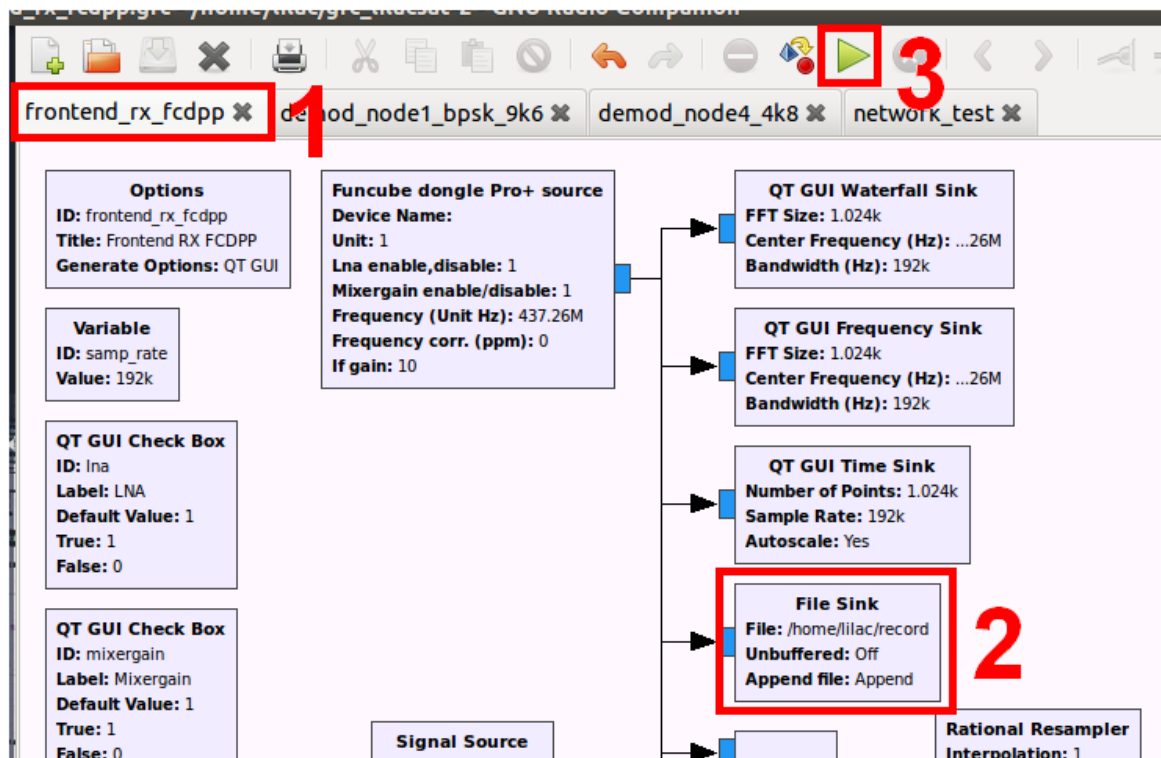 frontend_rx_fcdpp
demod_node1_bpsk_9k6
demod_node4_4k8
network_test
1
3
Options
ID: frontend_rx_fcdpp
Title: Frontend RX FCDPP
Generate Options: QT GUI
Variable
ID: samp_rate
Value: 192k
QT GUI Check Box
ID: lna
Label: LNA
Default Value: 1
True: 1
False: 0
QT GUI Check Box
ID: mixergain
Label: Mixergain
Default Value: 1
True: 1
False: 0
Funcube dongle Pro+ source
Device Name:
Unit: 1
Lna enable,disable: 1
Mixergain enable/disable: 1
Frequency (Unit Hz): 437.26M
Frequency corr. (ppm): 0
If gain: 10
Signal Source
QT GUI Waterfall Sink
FFT Size: 1.024k
Center Frequency (Hz): ...26M
Bandwidth (Hz): 192k
QT GUI Frequency Sink
FFT Size: 1.024k
Center Frequency (Hz): ...26M
Bandwidth (Hz): 192k
QT GUI Time Sink
Number of Points: 1.024k
Sample Rate: 192k
Autoscale: Yes
File Sink
File: /home/lilac/record
Unbuffered: Off
Append file: Append
2
Rational Resampler
Interpolation: 1